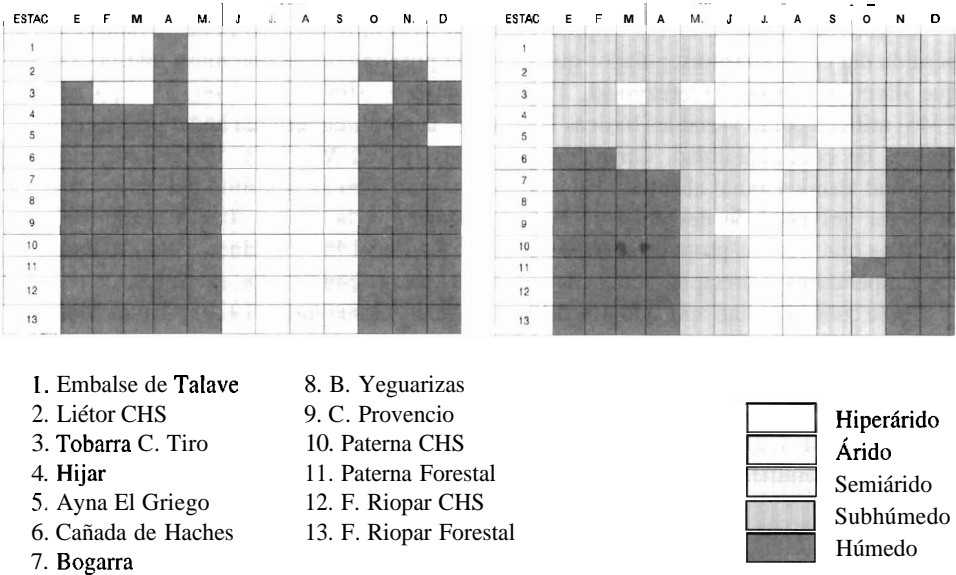 ESTAC E F M A M. J J. A S O N. D
1
2
3
4
5
6
7
8
9
10
11
12
13
ESTAC E F M A M. J J. A S O N D
1
2
3
4
5
6
7
8
9
10
11
12
13
1. Embalse de Talave
2. Liétor CHS
3. Tobarra C. Tiro
4. Hijar
5. Ayna El Griego
6. Cañada de Haches
7. Bogarra
8. B. Yeguarizas
9. C. Provencio
10. Paterna CHS
11. Paterna Forestal
12. F. Riopar CHS
13. F. Riopar Forestal
Hiperárido
Árido
Semiárido
Subhúmedo
Húmedo